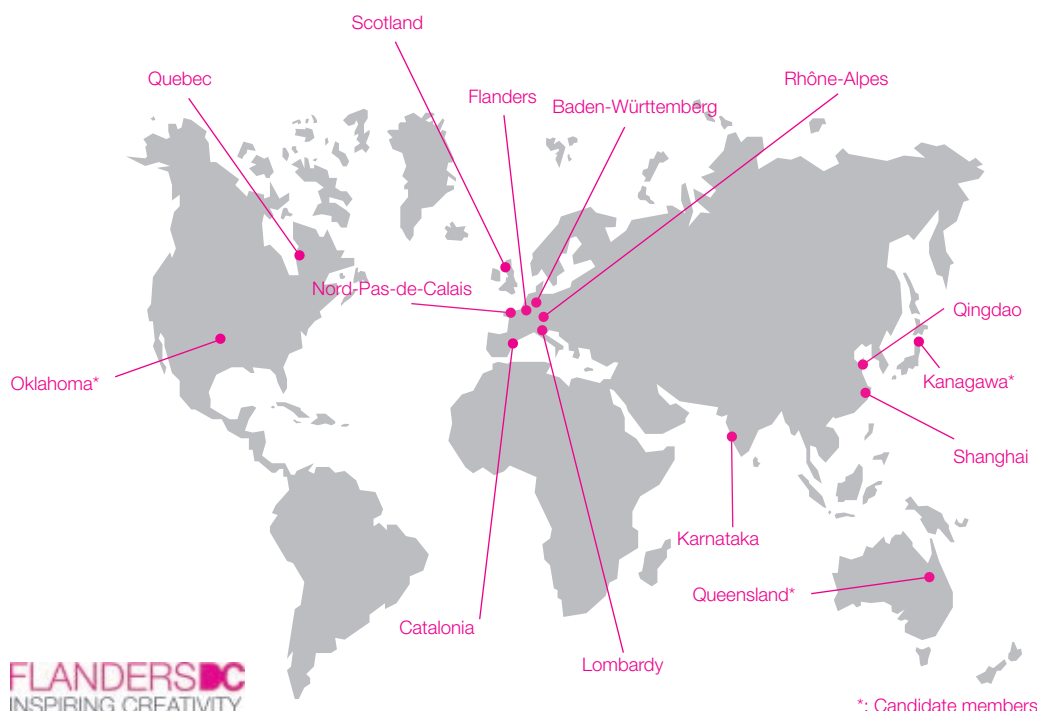 Scotland
Quebec
Rhône-Alpes
Flanders
Baden-Württemberg
Nord-Pas-de-Calais
Qingdao
Oklahoma*
Kanagawa*
Shanghai
Karnataka
Queensland*
Catalonia
Lombardy
FLANDERSDC
INSPIRING CREATIVITY
*: Candidate members